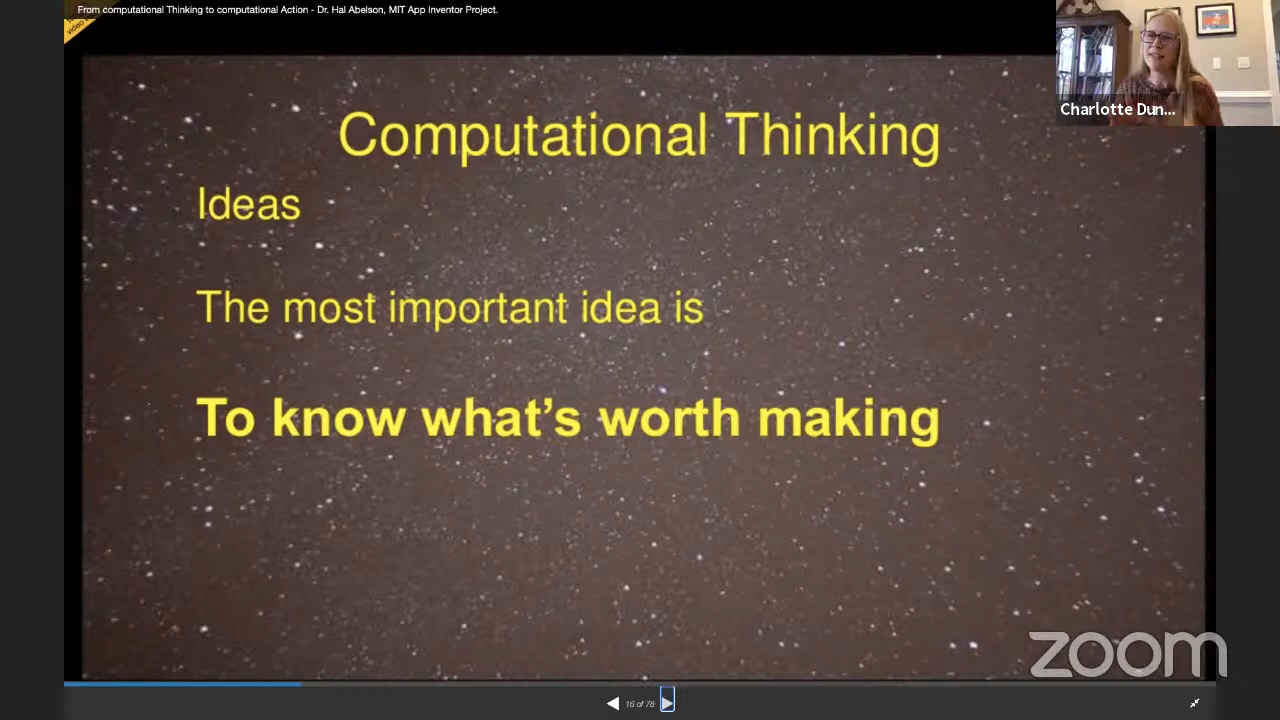 From computational Thinking to computational Action - Dr. Hal Abelson, MIT App Inventor Project.
Charlotte Dun...
Computational Thinking
Ideas
The most important idea is
To know what’s worth making
zoom
16 of 78